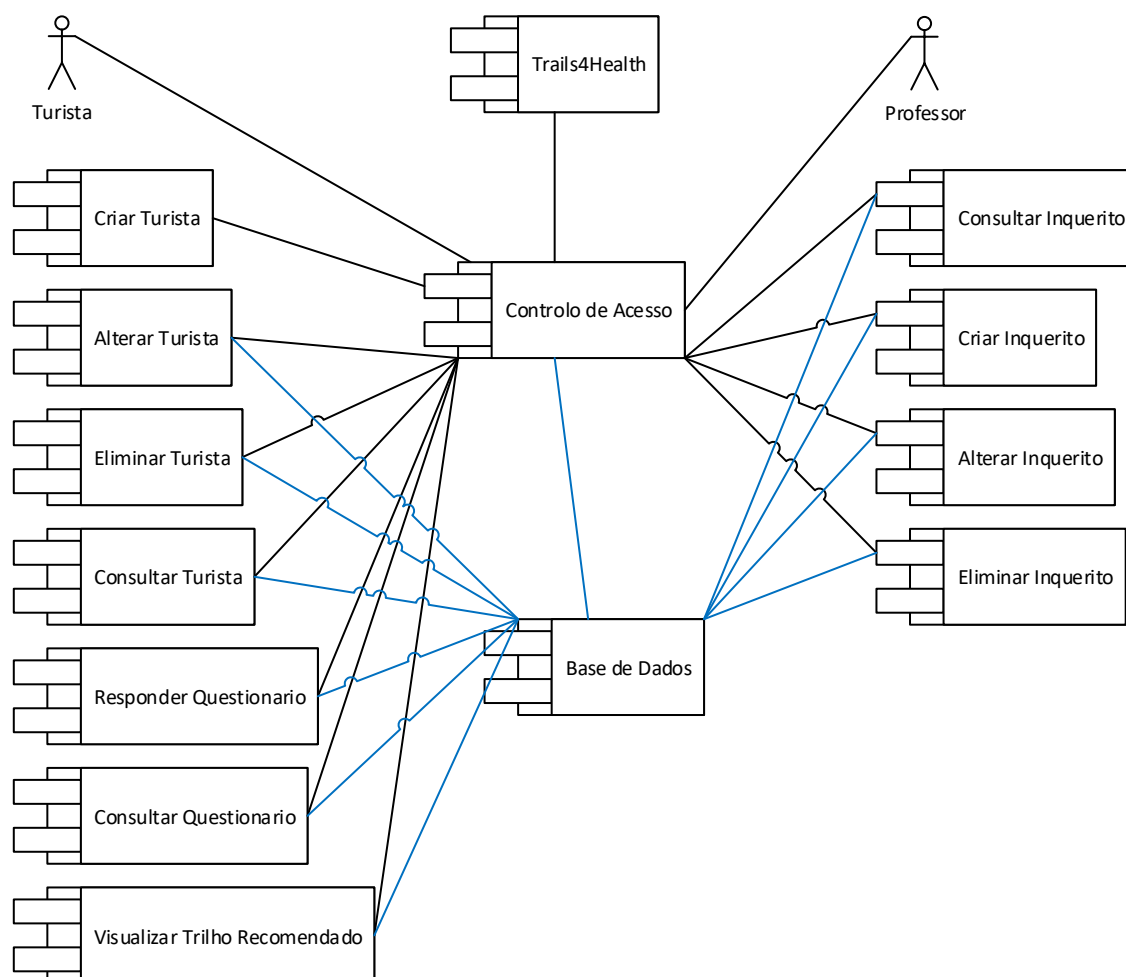 Trails4Health
Turista
Professor
Criar Turista
Consultar Inquerito
Controlo de Acesso
Alterar Turista
Criar Inquerito
Eliminar Turista
Alterar Inquerito
Consultar Turista
Eliminar Inquerito
Base de Dados
Responder Questionario
Consultar Questionario
Visualizar Trilho Recomendado